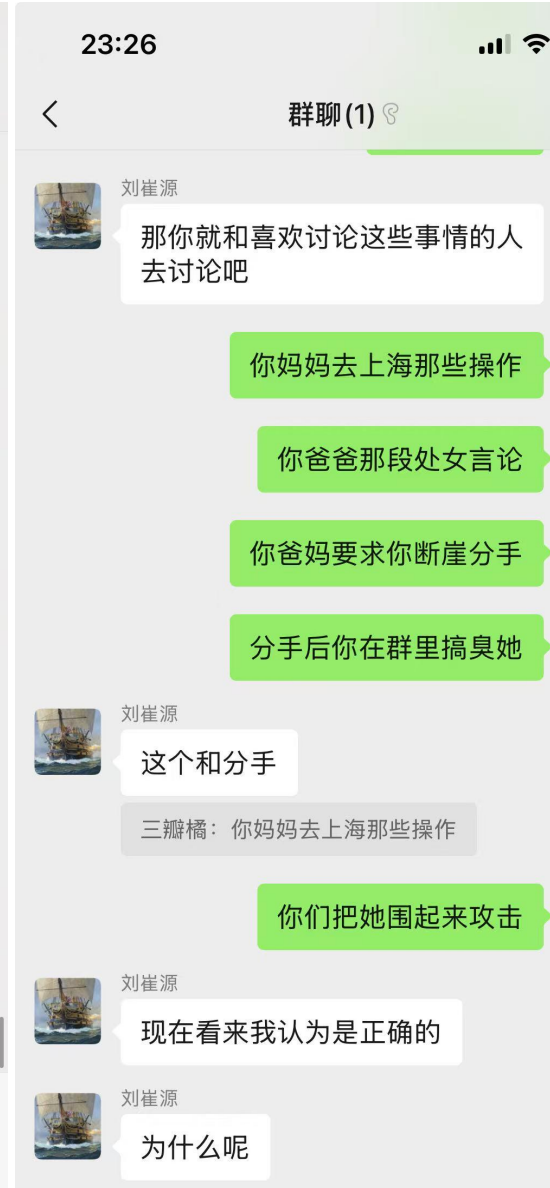 23:26
群聊(1)
刘崔源
那你就和喜欢讨论这些事情的人
去讨论吧
你妈妈去上海那些操作
你爸爸那段处女言论
你爸妈要求你断崖分手
分手后你在群里搞臭她
刘崔源
这个和分手
三瓣橘：你妈妈去上海那些操作
你们把她围起来攻击
刘崔源
现在看来我认为是正确的
刘崔源
为什么呢